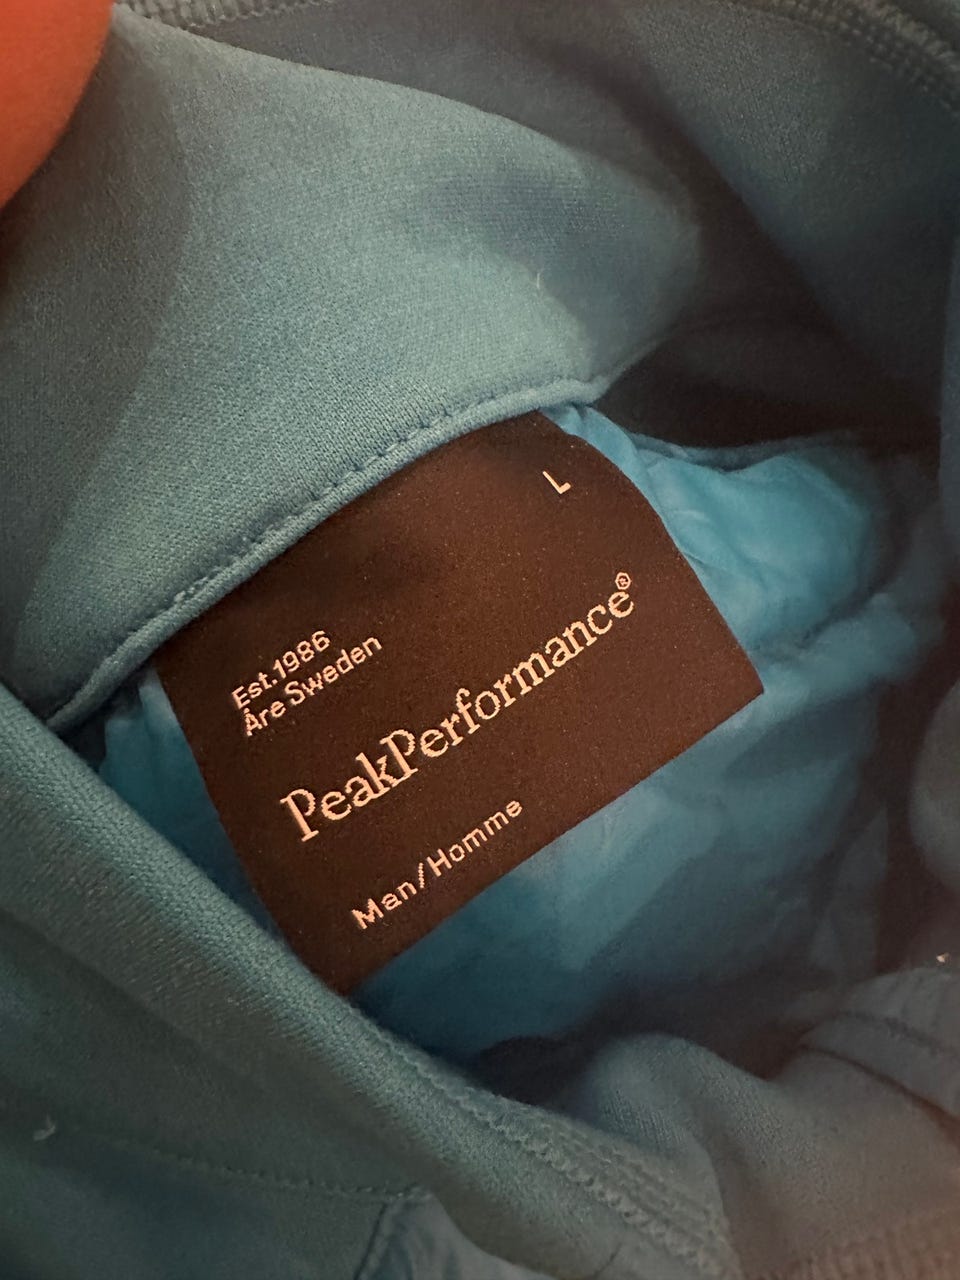 L
Est.1986
Åre Sweden
PeakPerformance®
Man/Homme